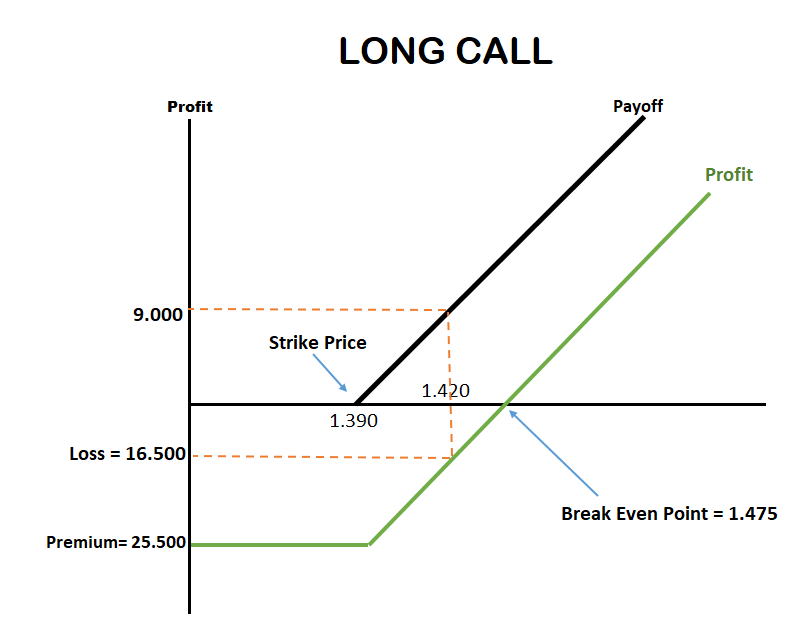 LONG CALL
Profit
Payoff
Profit
9.000
Strike Price
1.420
1.390
Loss = 16.500
Break Even Point = 1.475
Premium= 25.500